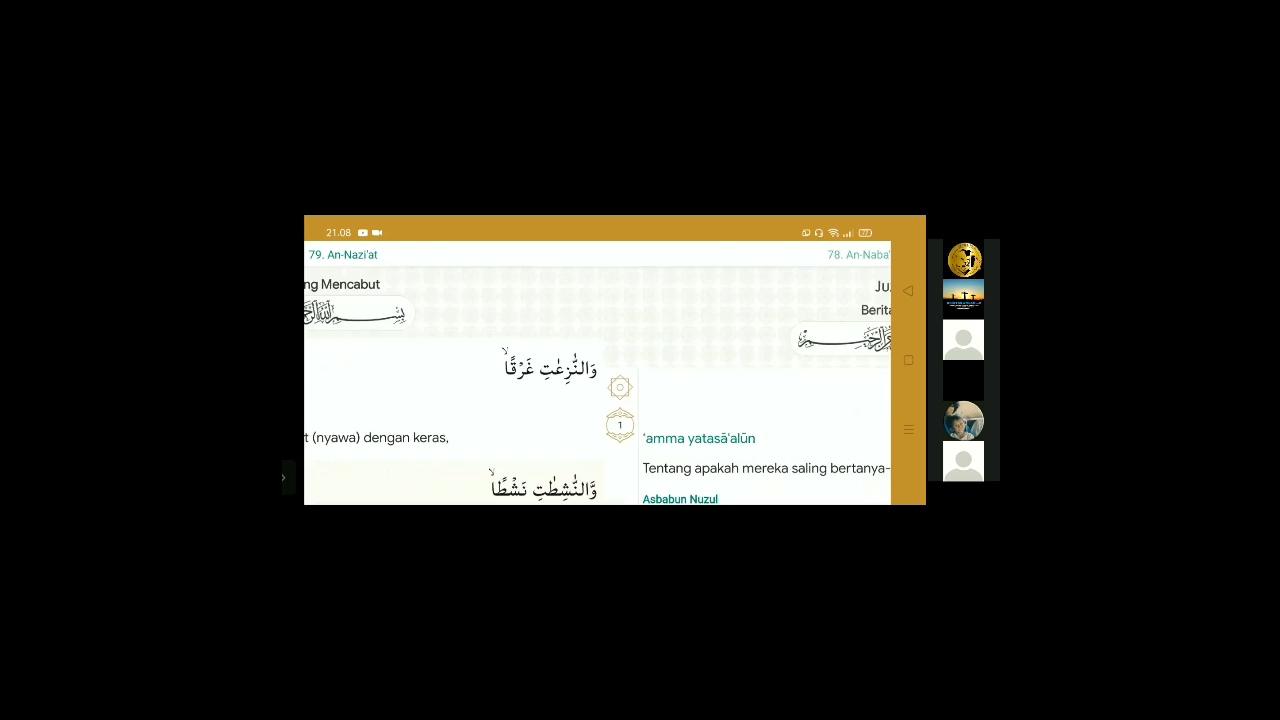 21.08
77
79. An-Nazi'at
78. An-Naba'
ng Mencabut
Ju
Berita
وَالنّٰزِعٰتِ غَرْقًاۙ
1
t (nyawa) dengan keras,
‘amma yatasā'alūn
وَّالنّٰشِطٰتِ نَشْطًاۙ
Tentang apakah mereka saling bertanya-
Asbabun Nuzul